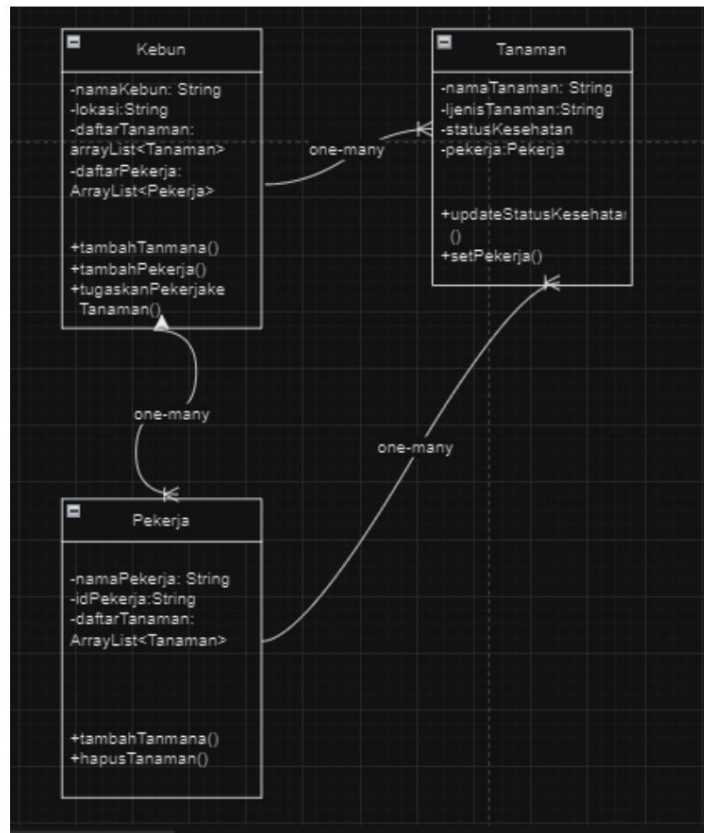 Kebun
-namaKebun: String
-lokasi:String
-daftarTanaman:
arrayList<Tanaman>
-daftarPekerja:
ArrayList<Pekerja>
+tambahTanmana()
+tambahPekerja()
+tugaskanPekerjake
Tanaman()
one-many
Tanaman
-namaTanaman: String
-ljenisTanaman:String
-statusKesehatan
-pekerja:Pekerja
+updateStatusKesehatan
()
+setPekerja()
one-many
one-many
Pekerja
-namaPekerja: String
-idPekerja:String
-daftarTanaman:
ArrayList<Tanaman>
+tambahTanmana()
+hapusTanaman()